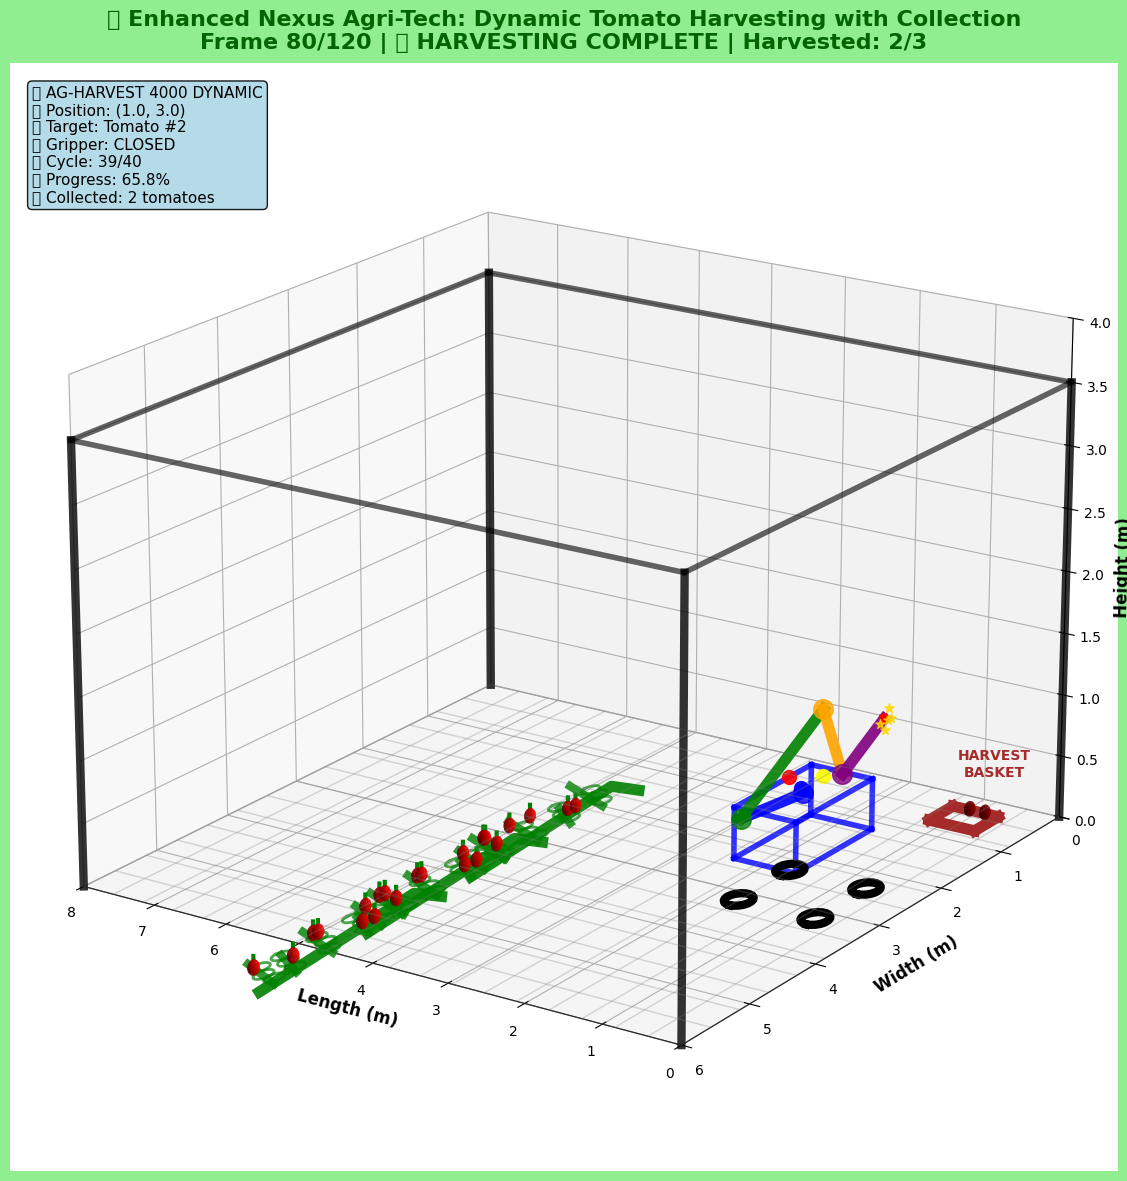 Enhanced Nexus Agri-Tech: Dynamic Tomato Harvesting with Collection
Frame 80/120 | HARVESTING COMPLETE | Harvested: 2/3
AG-HARVEST 4000 DYNAMIC
Position: (1.0, 3.0)
Target: Tomato #2
Gripper: CLOSED
Cycle: 39/40
Progress: 65.8%
Collected: 2 tomatoes
4.0
3.5
3.0
2.5
2.0
1.5
1.0
0.5
0.0
Height (m)
HARVEST
BASKET
0
1
2
3
4
5
6
Width (m)
8
7
6
4
3
2
1
0
Length (m)